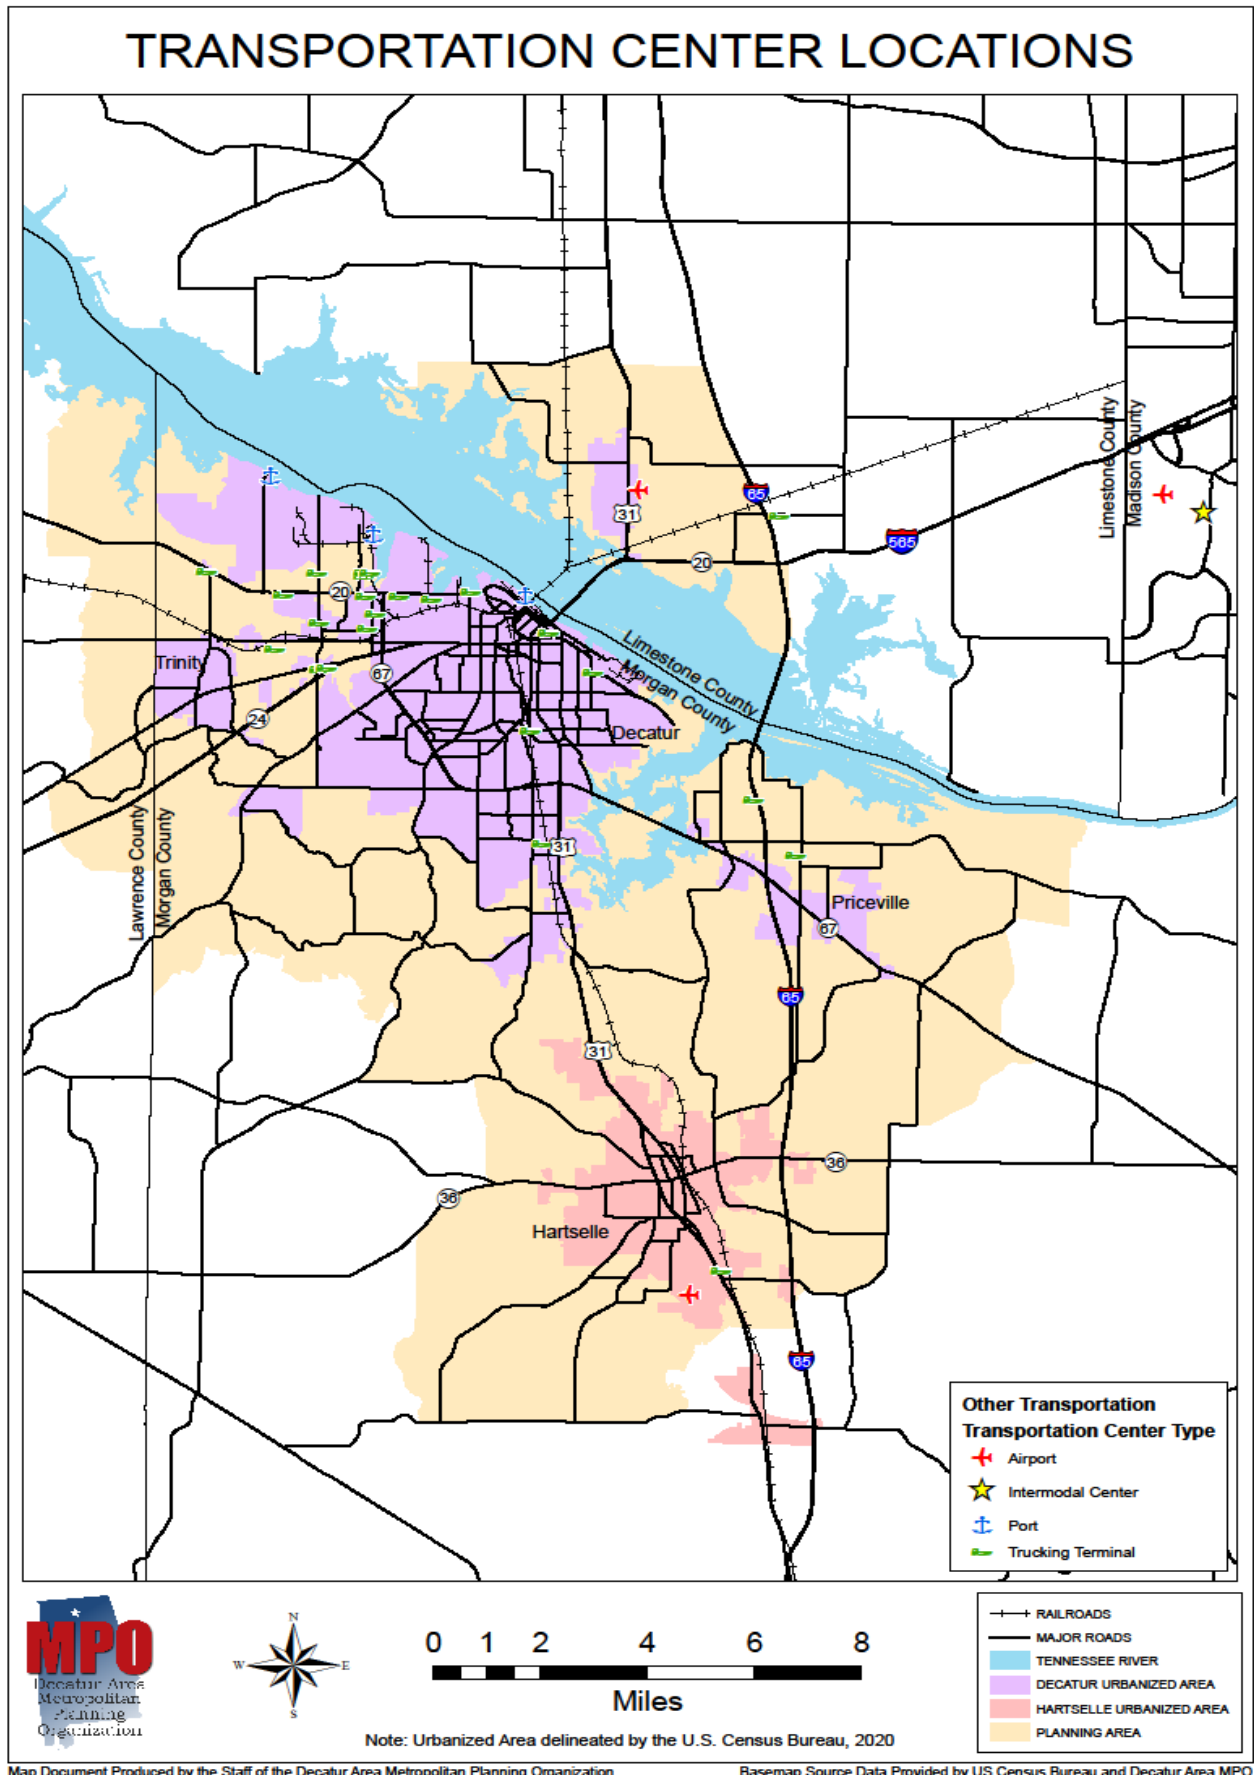 TRANSPORTATION CENTER LOCATIONS
Limestone County
Madison County
65
31
565
20
20
Limestone County
Morgan County
Trinity
67
24
Decatur
Lawrence County
Morgan County
31
Priceville
67
65
31
36
36
Hartselle
65
Other Transportation
Transportation Center Type
Airport
Intermodal Center
Port
Trucking Terminal
MPO
Decatur Area
Metropolitan
Planning
Organization
N
W E
S
0 1 2 4 6 8
Miles
Note: Urbanized Area delineated by the U.S. Census Bureau, 2020
RAILROADS
MAJOR ROADS
TENNESSEE RIVER
DECATUR URBANIZED AREA
HARTSELLE URBANIZED AREA
PLANNING AREA
Map Document Produced by the Staff of the Decatur Area Metropolitan Planning Organization
Basemap Source Data Provided by US Census Bureau and Decatur Area MPO